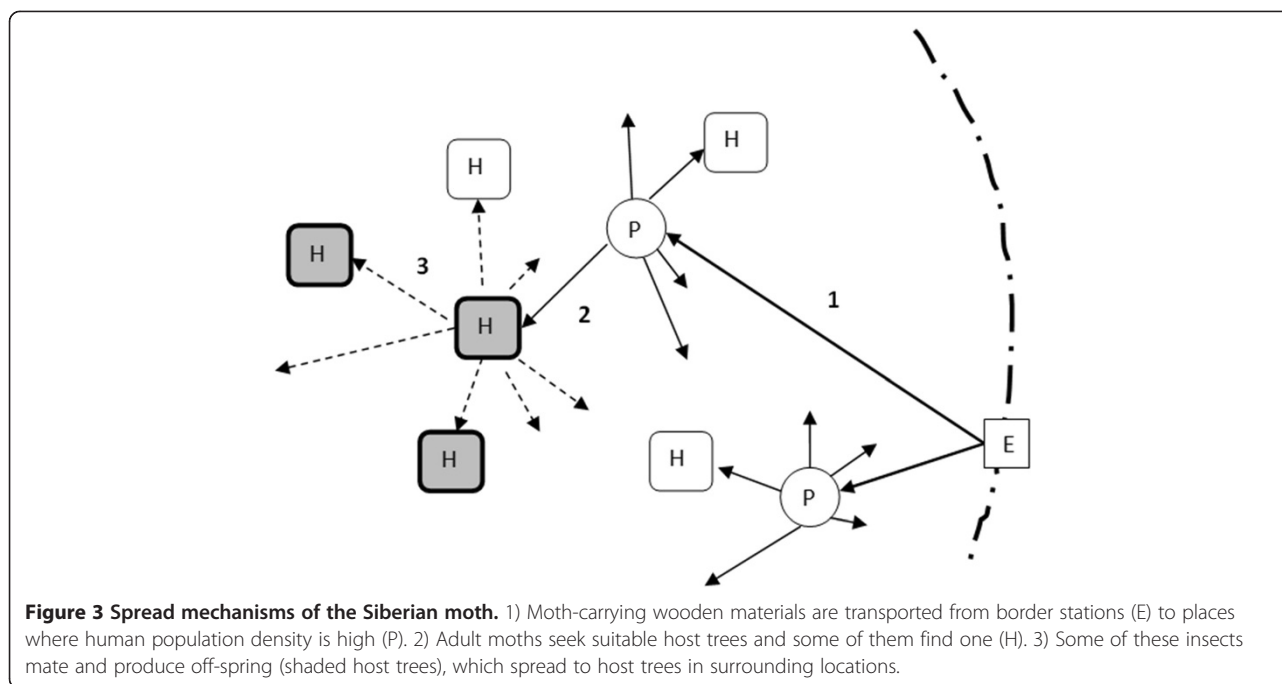 H
H
P
H
3
1
H
2
H
E
H
P
Figure 3 Spread mechanisms of the Siberian moth. 1) Moth-carrying wooden materials are transported from border stations (E) to places
where human population density is high (P). 2) Adult moths seek suitable host trees and some of them find one (H). 3) Some of these insects
mate and produce off-spring (shaded host trees), which spread to host trees in surrounding locations.